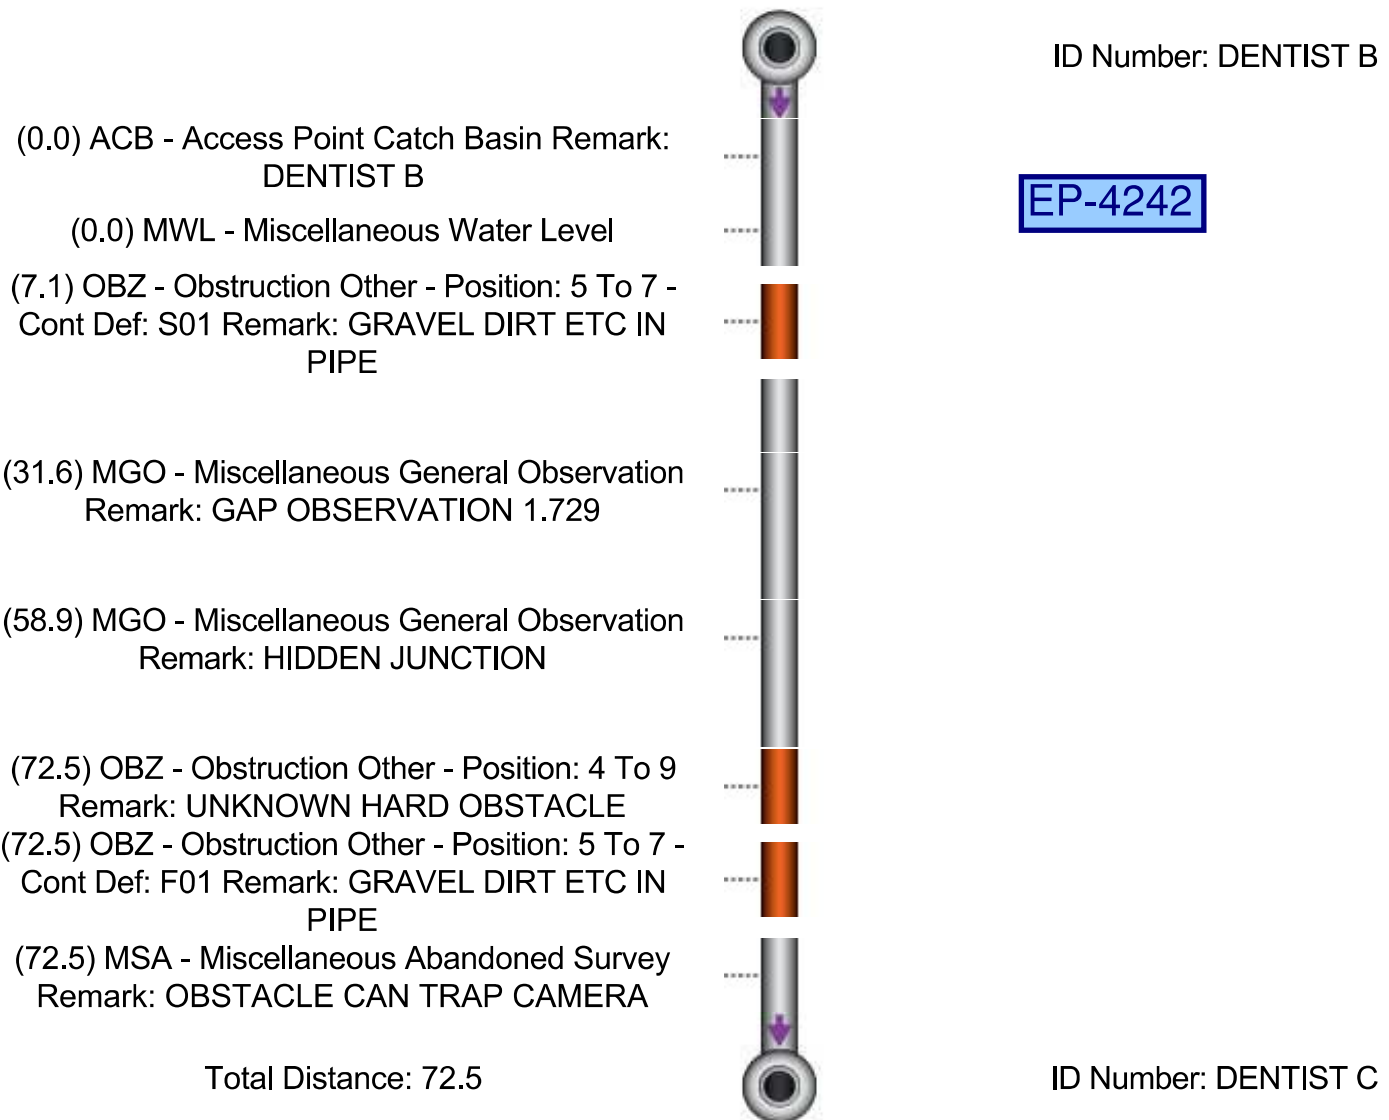 ID Number: DENTIST B
(0.0) ACB - Access Point Catch Basin Remark:
DENTIST B
EP-4242
(0.0) MWL - Miscellaneous Water Level
(7.1) OBZ - Obstruction Other - Position: 5 To 7 -
Cont Def: S01 Remark: GRAVEL DIRT ETC IN
PIPE
(31.6) MGO - Miscellaneous General Observation
Remark: GAP OBSERVATION 1.729
(58.9) MGO - Miscellaneous General Observation
Remark: HIDDEN JUNCTION
(72.5) OBZ - Obstruction Other - Position: 4 To 9
Remark: UNKNOWN HARD OBSTACLE
(72.5) OBZ - Obstruction Other - Position: 5 To 7 -
Cont Def: F01 Remark: GRAVEL DIRT ETC IN
PIPE
(72.5) MSA - Miscellaneous Abandoned Survey
Remark: OBSTACLE CAN TRAP CAMERA
Total Distance: 72.5
ID Number: DENTIST C